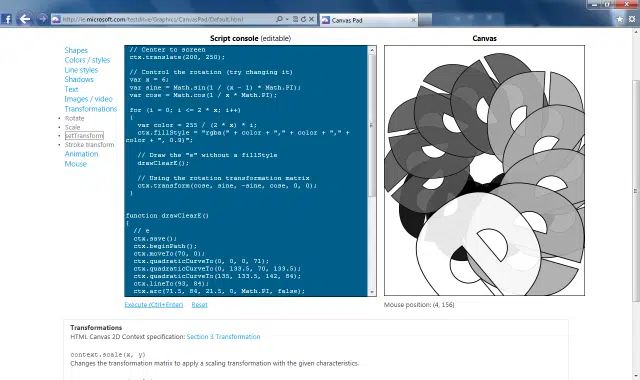 http://ie.microsoft.com/testdrive/Graphics/CanvasPad/Default.html
Canvas Pad
Script console (editable)
Canvas
Shapes
Colors / styles
Line styles
Shadows
Text
Images / video
Transformations
Rotate
Scale
setTransform
Stroke transform
Animation
Mouse
// Center to screen
ctx.translate(200, 250);
// Control the rotation (try changing it)
var x = 6;
var sine = Math.sin(1 / (x - 1) * Math.PI);
var cose = Math.cos(1 / x * Math.PI);
for (i = 0; i <= 2 * x; i++)
{
var color = 255 / (2 * x) * i;
ctx.fillStyle = "rgba(" + color + "," + color + "," +
color + ", 0.9)";
// Draw the "e" without a fillStyle
drawClearE();
// Using the rotation transformation matrix
ctx.transform(cose, sine, -sine, cose, 0, 0);
}
function drawClearE()
{
// e
ctx.save();
ctx.beginPath();
ctx.moveTo(70, 0);
ctx.quadraticCurveTo(0, 0, 0, 71);
ctx.quadraticCurveTo(0, 133.5, 70, 133.5);
ctx.quadraticCurveTo(135, 133.5, 142, 84);
ctx.lineTo(93, 84);
ctx.arc(71.5, 84, 21.5, 0, Math.PI, false);
Execute (Ctrl+Enter)
Reset
Mouse position: (4, 156)
Transformations
HTML Canvas 2D Context specification: Section 3 Transformation
context.scale(x, y)
Changes the transformation matrix to apply a scaling transformation with the given characteristics.